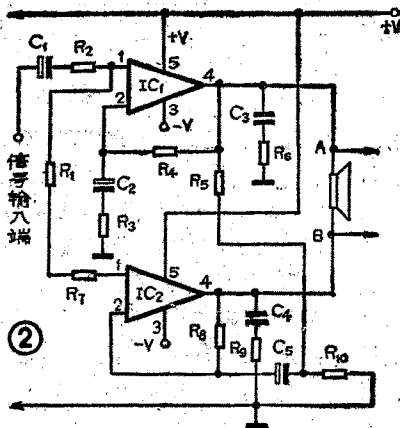 +V
+V
C₁
R₂
1
5
IC₁
4
2
3
-V
C₃
R₆
R₄
R₁
C₂
R₃
R₅
A
B
信号输入端
1
5
IC₂
4
2
3
-V
R₇
R₈
R₉
C₄
C₅
R₁₀
2